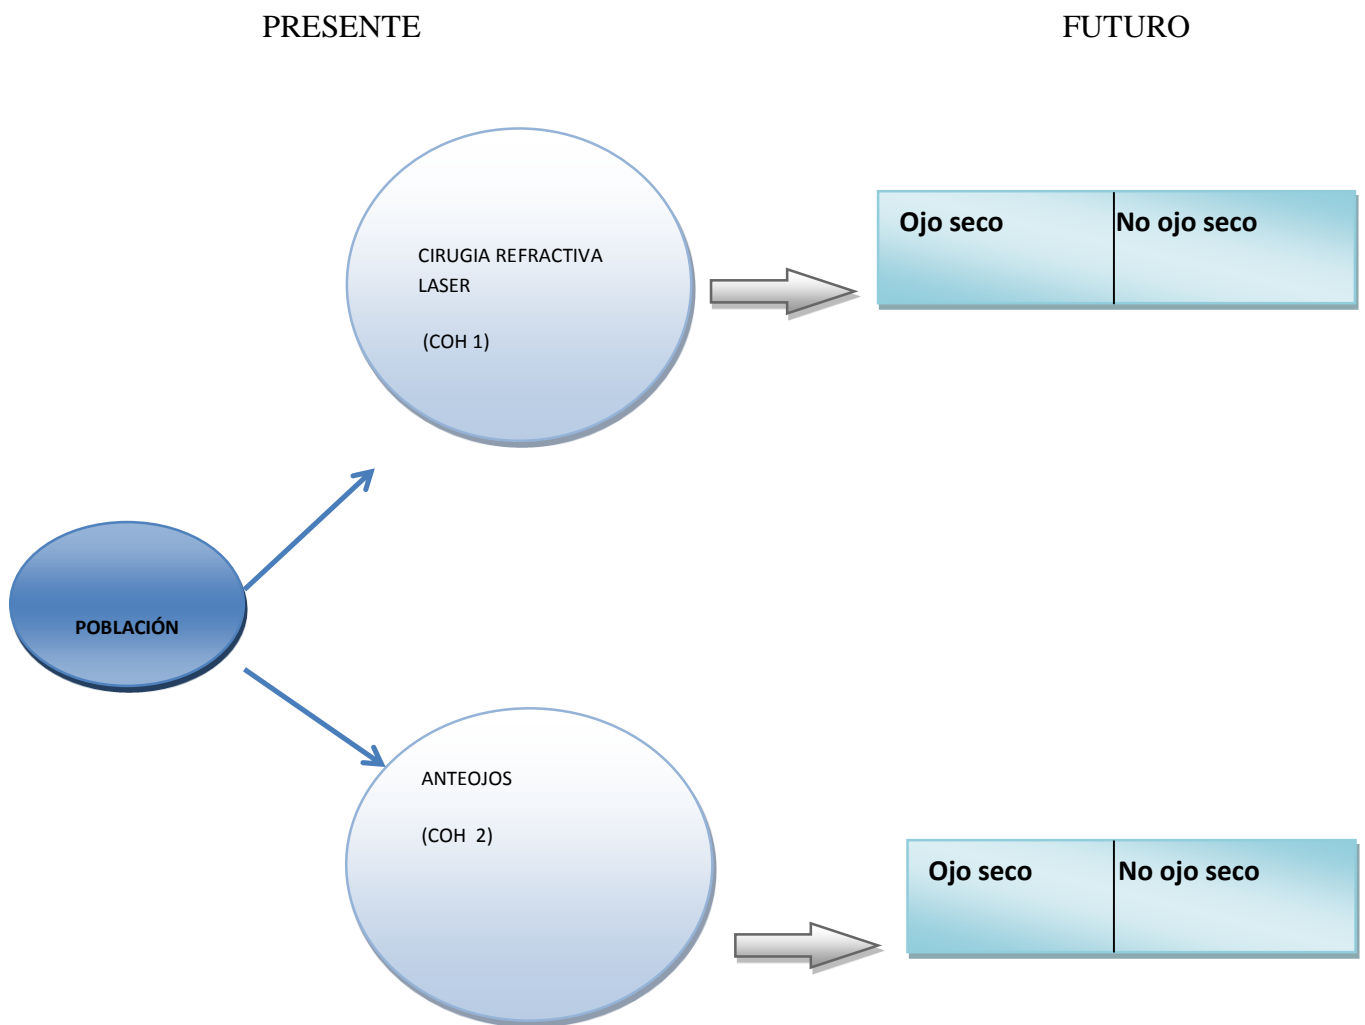 PRESENTE
FUTURO
CIRUGIA REFRACTIVA
LASER
(COH 1)
Ojo seco
No ojo seco
POBLACIÓN
ANTEOJOS
(COH 2)
Ojo seco
No ojo seco